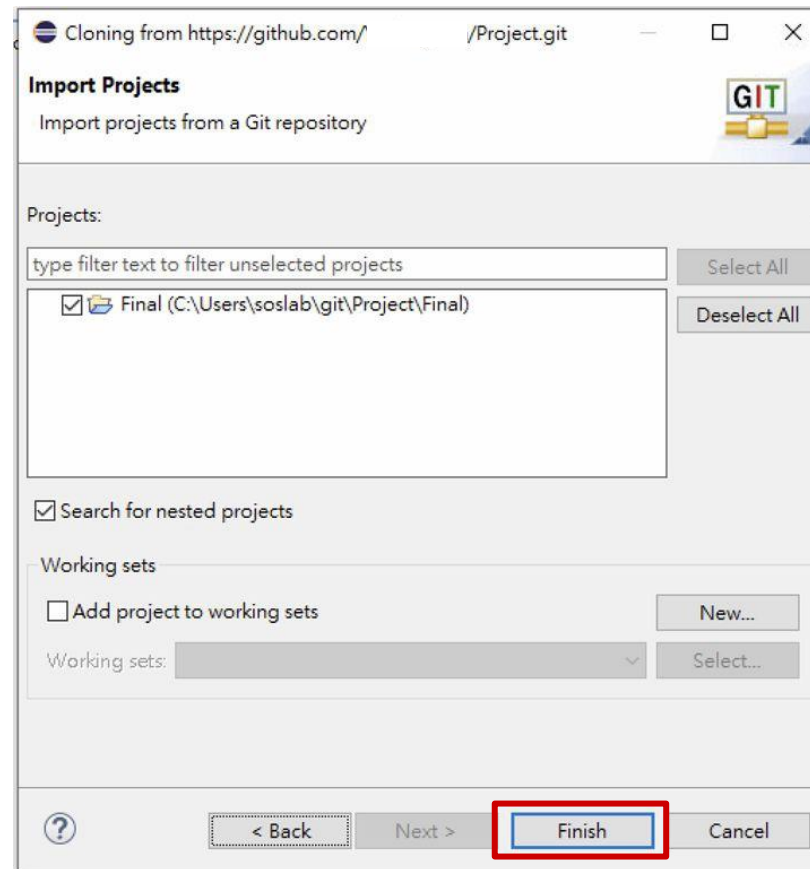 Cloning from https://github.com/ /Project.git
Import Projects
Import projects from a Git repository
GIT
Projects:
type filter text to filter unselected projects
Select All
Final (C:\Users\soslab\git\Project\Final)
Deselect All
Search for nested projects
Working sets
Add project to working sets
New...
Working sets:
Select...
?
< Back
Next >
Finish
Cancel